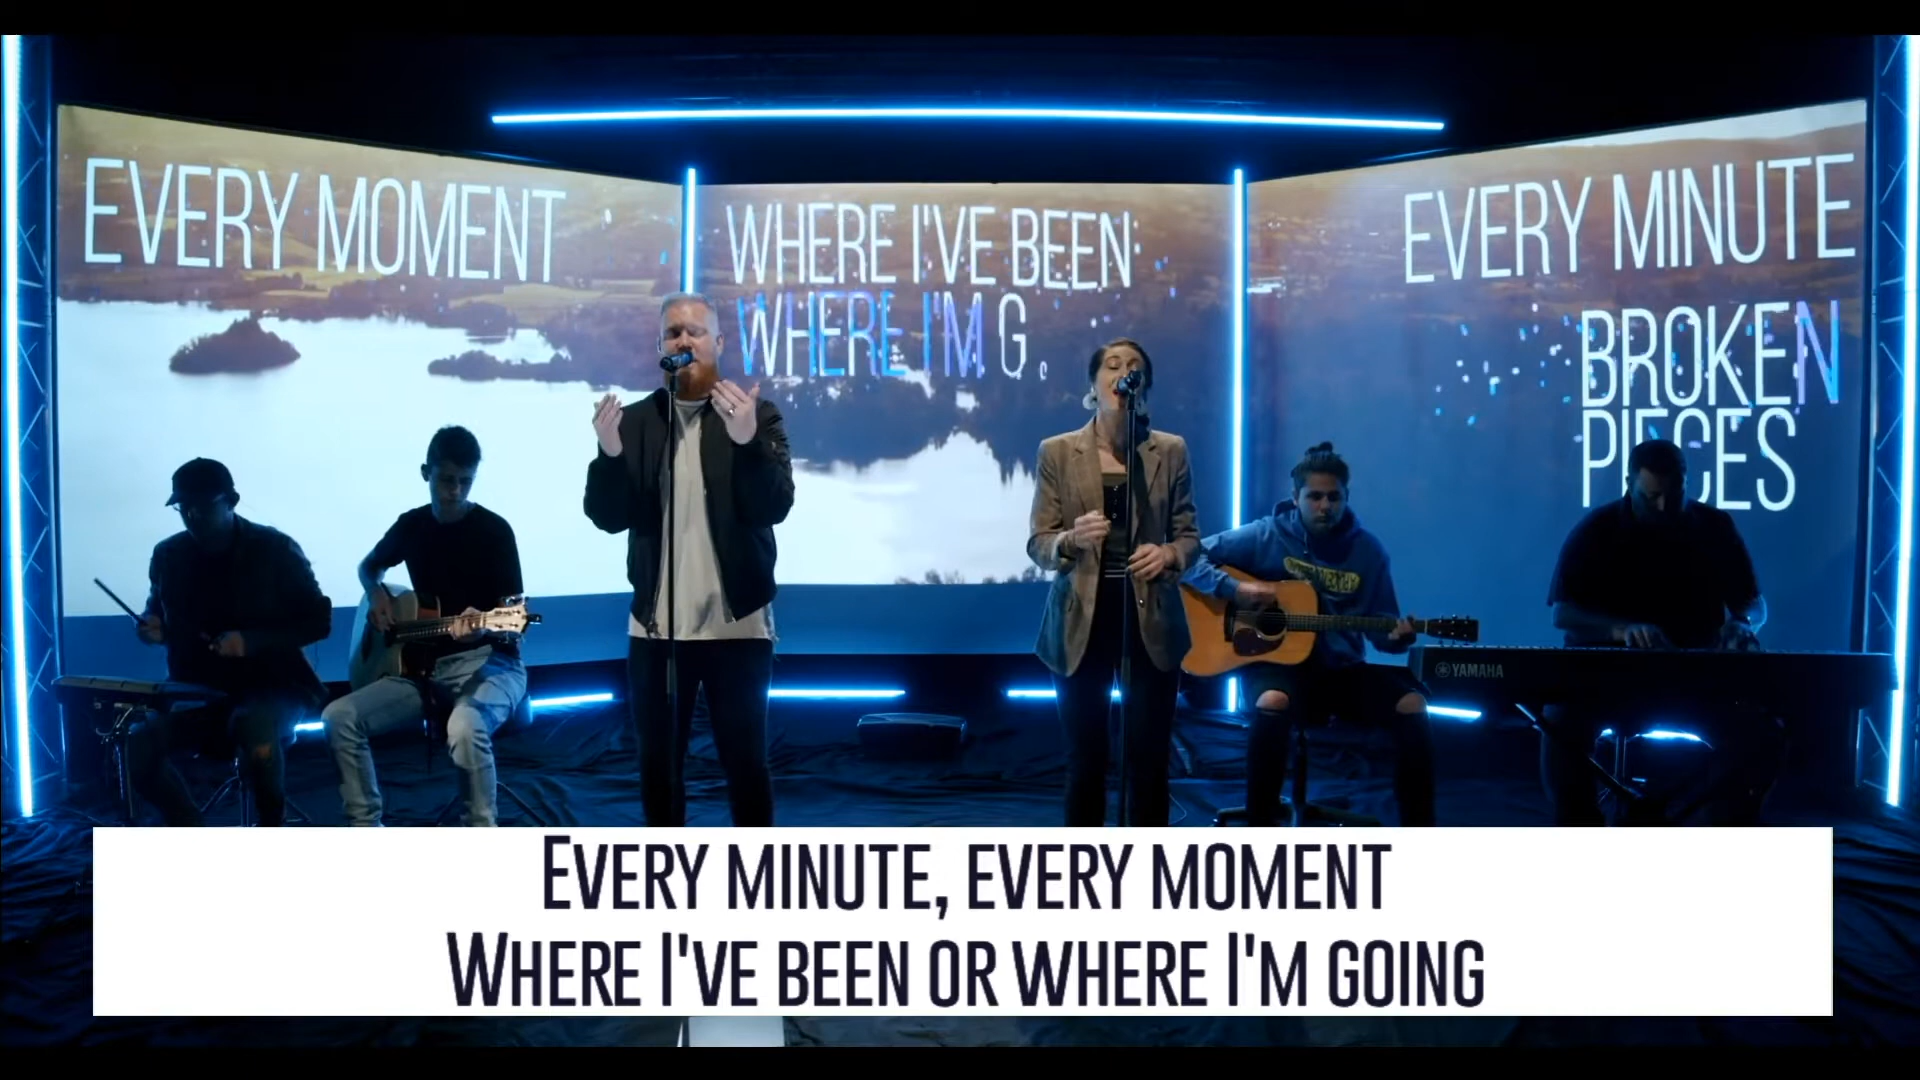 EVERY MOMENT
WHERE I'VE BEEN
WHERE I'M G
EVERY MINUTE
BROKEN
PIECES
YAMAHA
EVERY MINUTE, EVERY MOMENT
WHERE I'VE BEEN OR WHERE I'M GOING